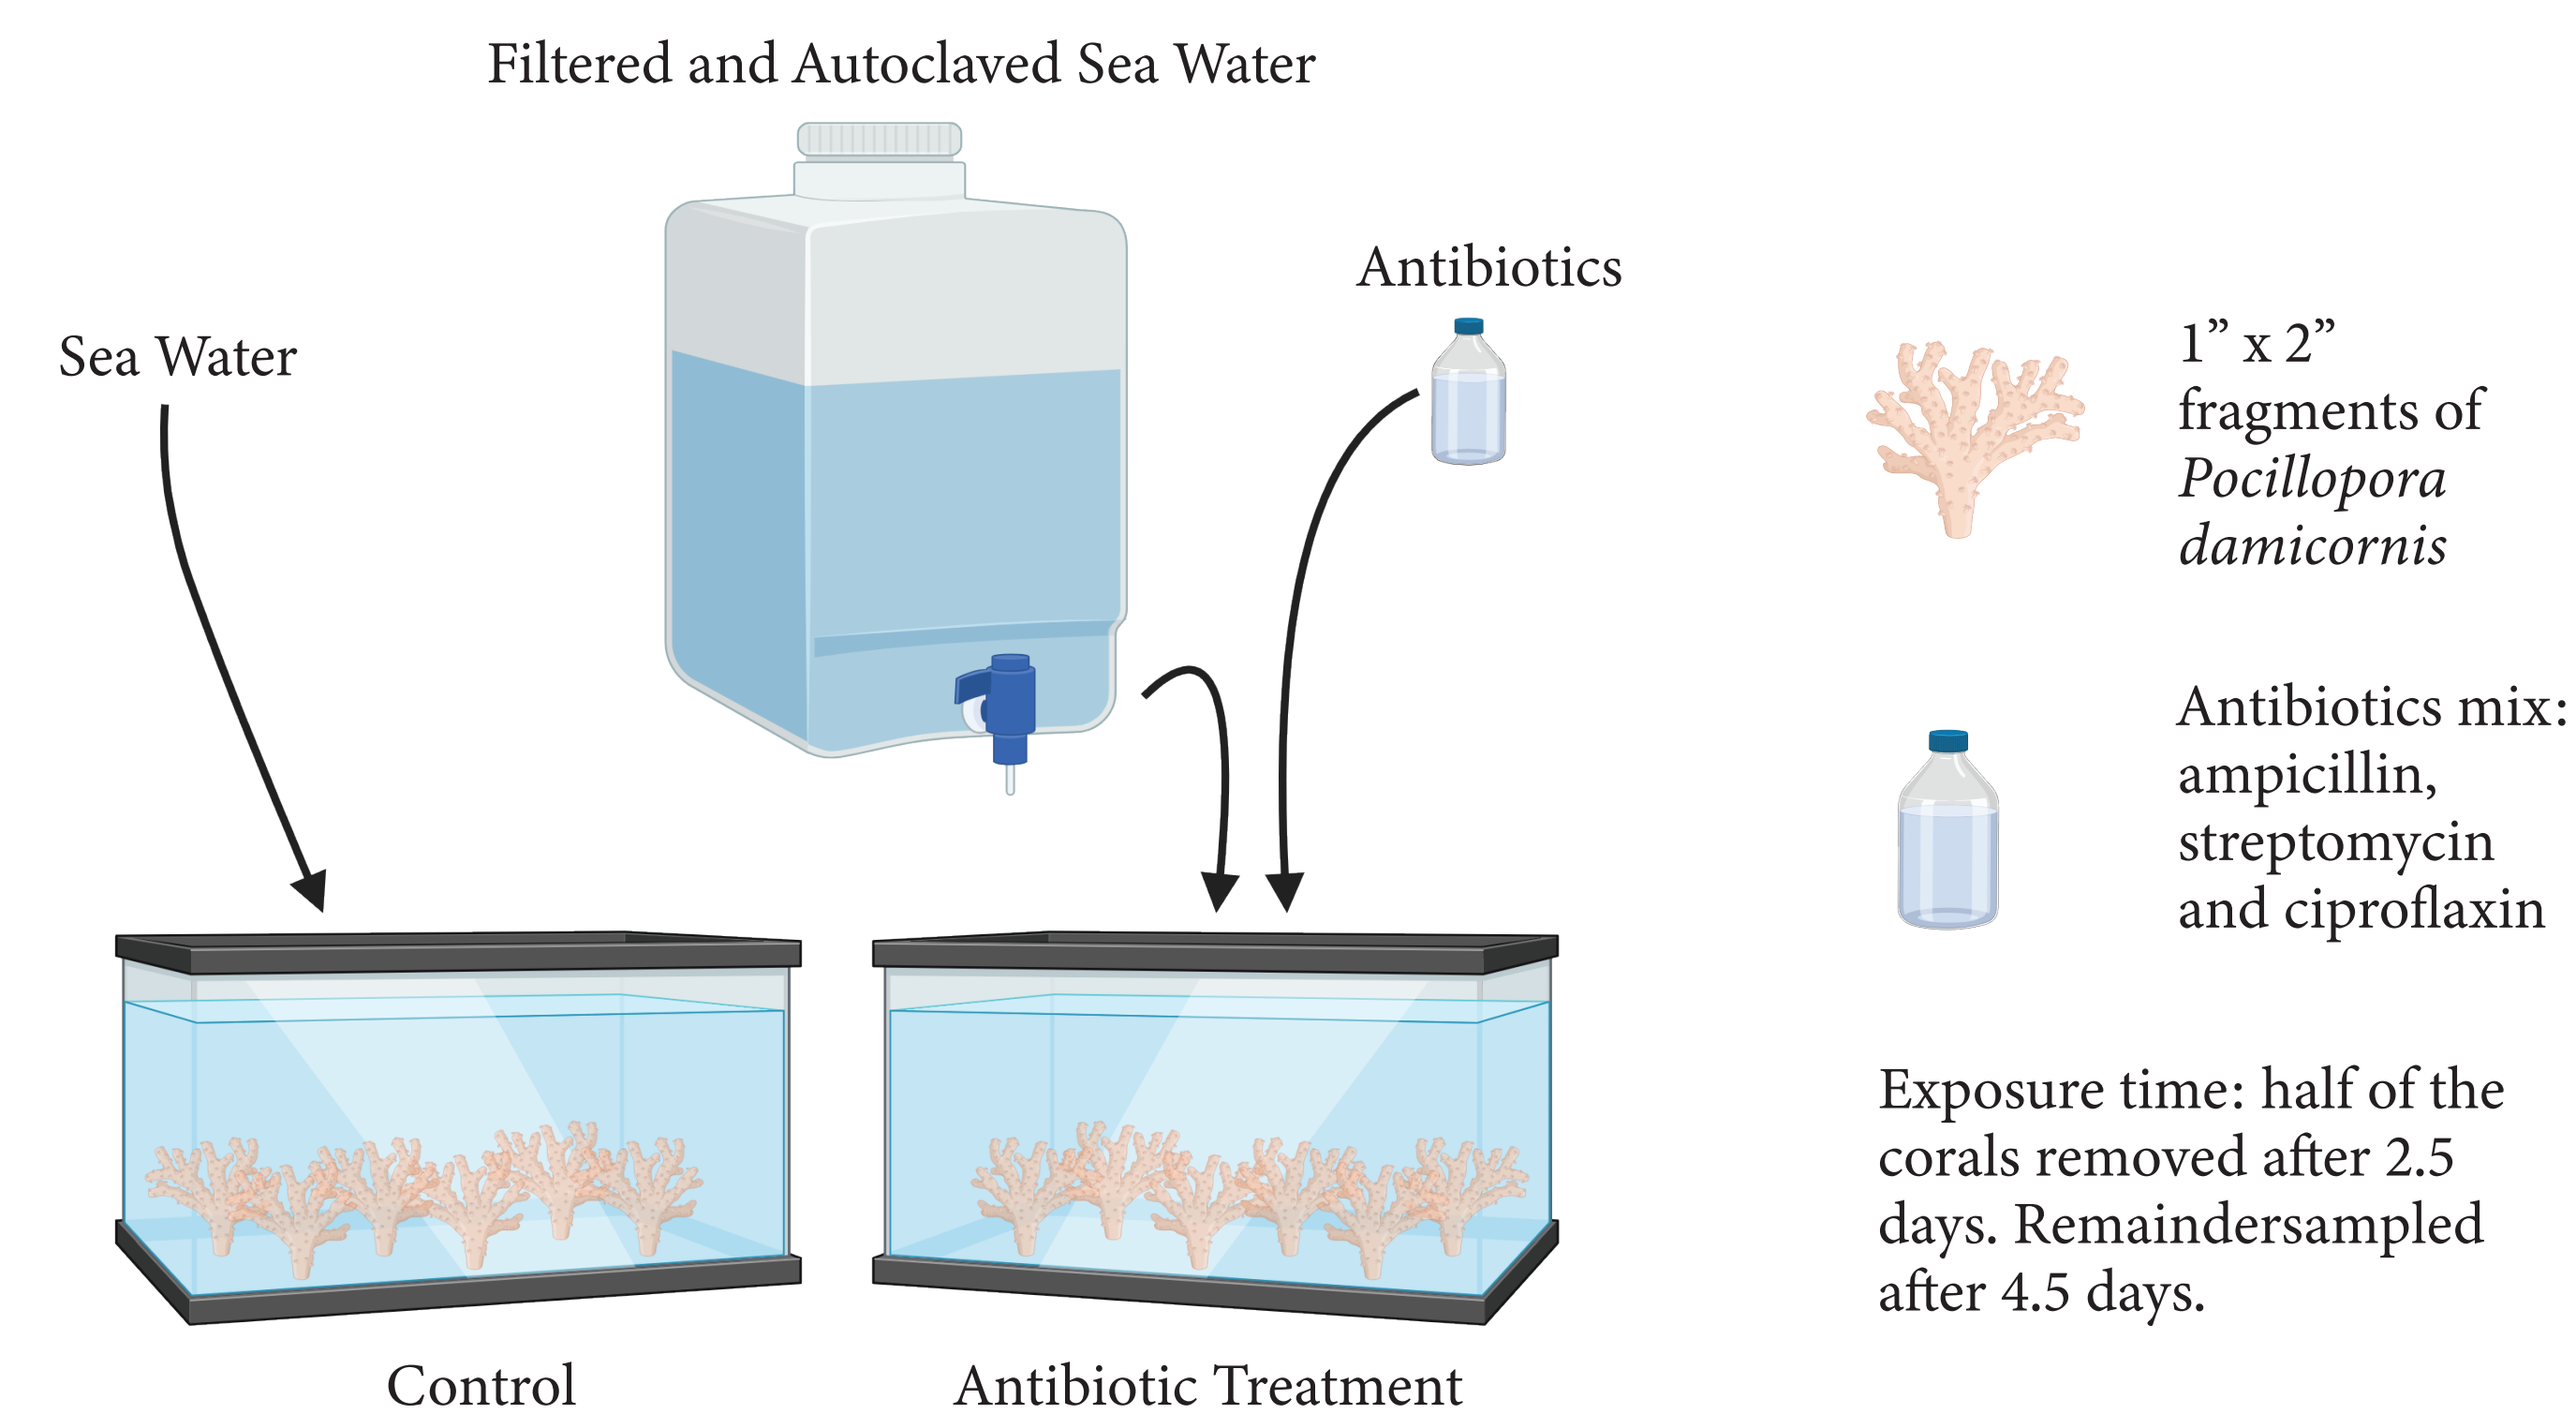 Filtered and Autoclaved Sea Water
Antibiotics
Sea Water
1” x 2”
fragments of
Pocillopora
damicornis
Antibiotics mix:
ampicillin,
streptomycin
and ciproflaxin
Exposure time: half of the
corals removed after 2.5
days. Remaindersampled
after 4.5 days.
Control
Antibiotic Treatment